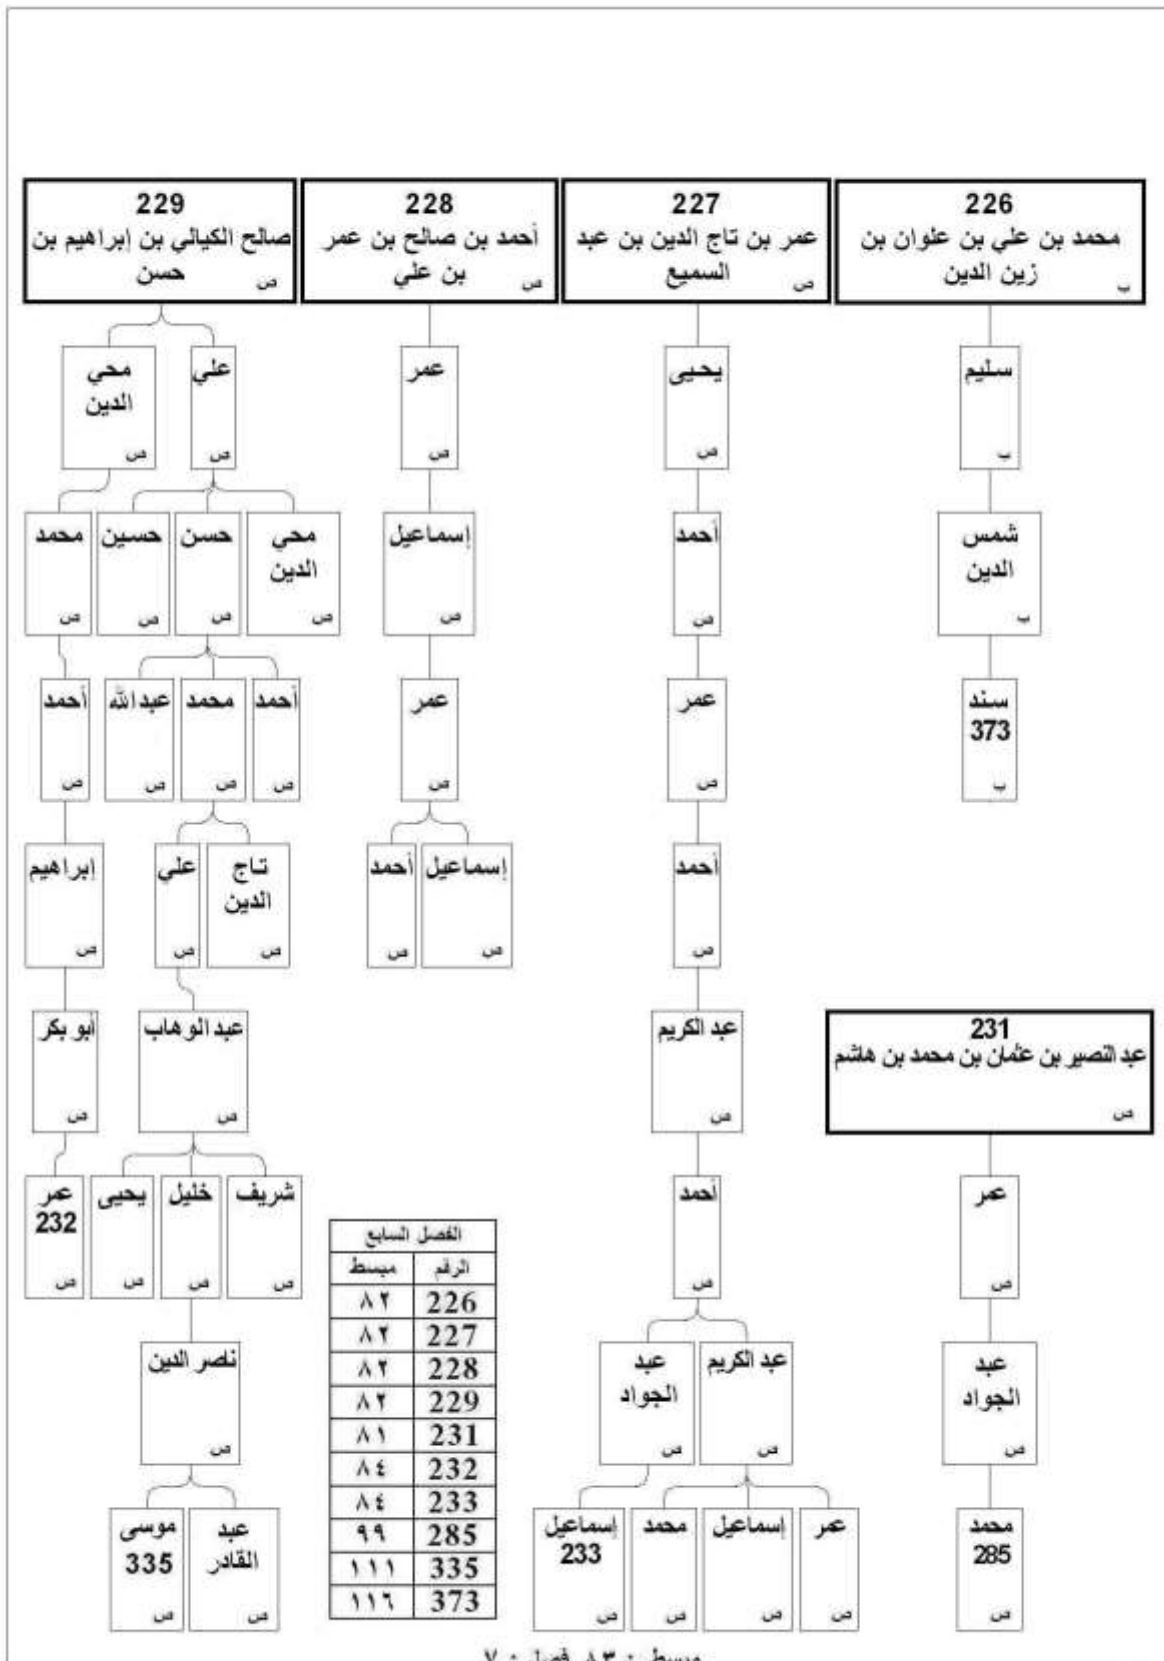 226
محمد بن علي بن علوان بن
زين الدين
ب
227
عمر بن تاج الدين بن عبد
السميع
ص
228
أحمد بن صالح بن عمر
بن علي
ص
229
صالح الكيالي بن إبراهيم بن
حسن
ص
سليم
ب
يحيى
ص
عمر
ص
علي
ص
محي
الدين
ص
شمس
الدين
ب
أحمد
ص
إسماعيل
ص
محي
الدين
ص
حسن
ص
حسين
ص
محمد
ص
سند
373
ب
عمر
ص
عمر
ص
أحمد
ص
محمد
ص
عبدالله
ص
أحمد
ص
أحمد
ص
إسماعيل
ص
أحمد
ص
تاج
الدين
ص
علي
ص
إبراهيم
ص
231
عبد النصير بن عثمان بن محمد بن هاشم
ص
عبد الكريم
ص
عبد الوهاب
ص
أبو بكر
ص
عمر
ص
أحمد
ص
شريف
ص
خليل
ص
يحيى
ص
عمر
232
ص
عبد
الجواد
ص
عبد الكريم
ص
عبد
الجواد
ص
ناصر الدين
ص
محمد
285
ص
عمر
ص
إسماعيل
ص
محمد
ص
إسماعيل
233
ص
عبد
القادر
ص
موسى
335
ص
الفصل السابع
الرقم مبسط
226 ٨٢
227 ٨٢
228 ٨٢
229 ٨٢
231 ٨١
232 ٨٤
233 ٨٤
285 ٩٩
335 ١١١
373 ١١٦
مبسط : ٨٣ فصل : ٧